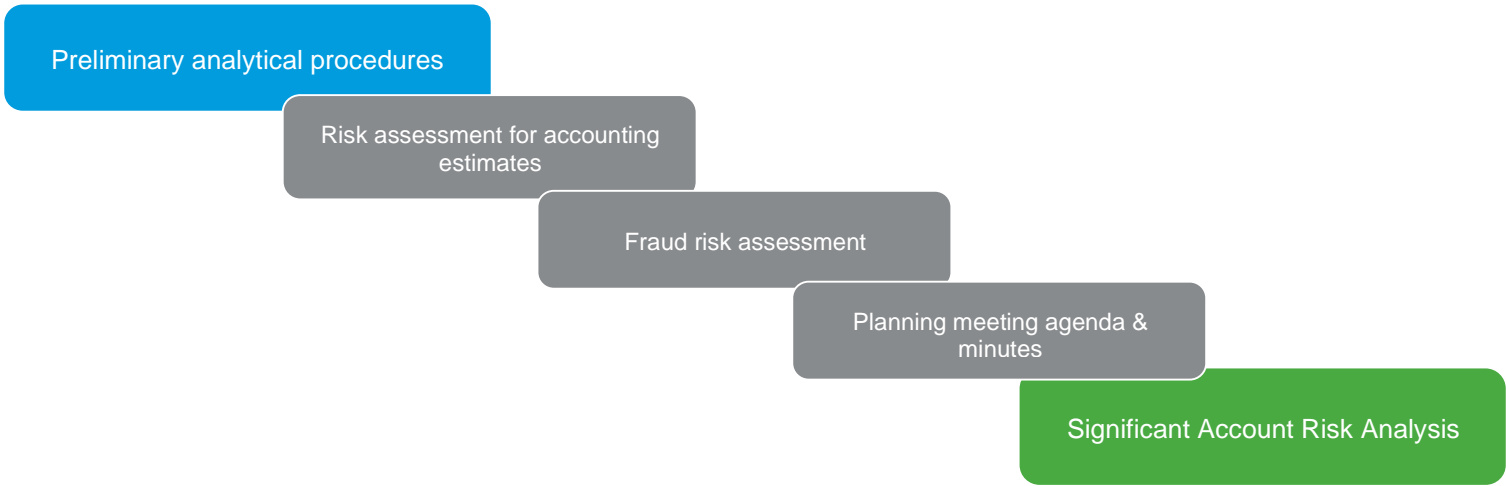 Preliminary analytical procedures
Risk assessment for accounting
estimates
Fraud risk assessment
Planning meeting agenda &
minutes
Significant Account Risk Analysis